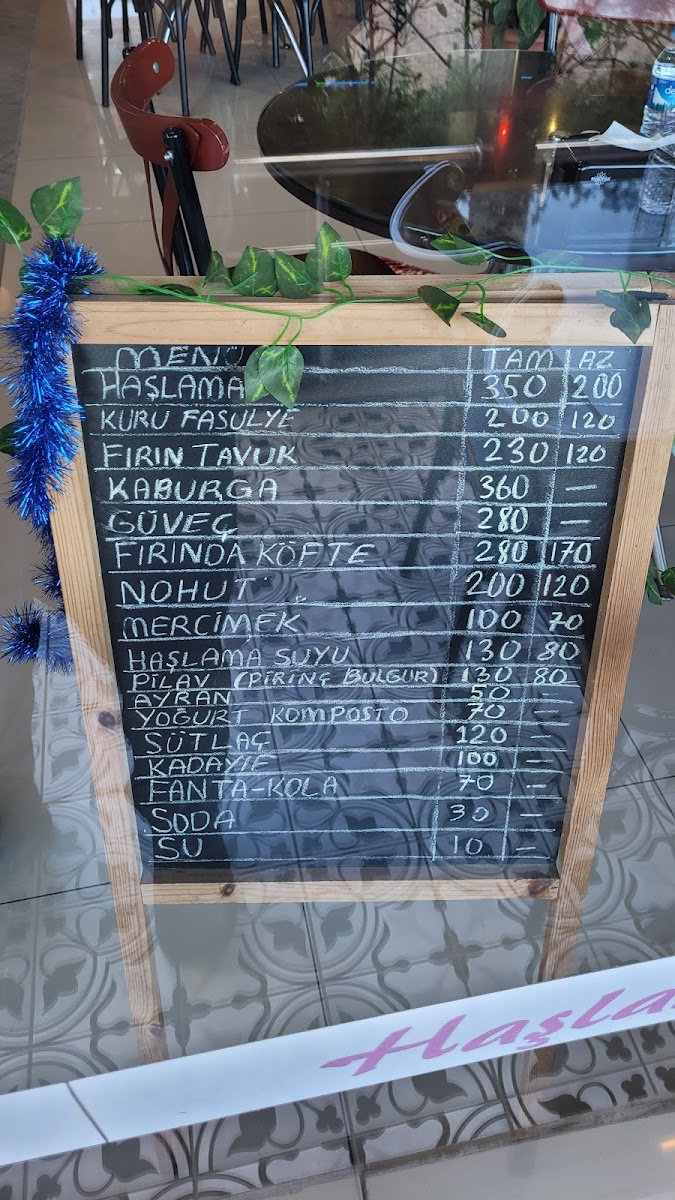 MENÜ TAM AZ
HAŞLAMA 350 200
KURU FASULYE 200 120
FIRIN TAVUK 230 120
KABURGA 360 —
GÜVEÇ 280 —
FIRINDA KÖFTE 280 170
NOHUT 200 120
MERCİMEK 100 70
HAŞLAMA SUYU 130 80
PİLAV (PİRİNÇ BULGUR) 130 80
AYRAN 50 —
YOĞURT KOMPOSTO 70 —
SÜTLAÇ 120 —
KADAYIF 100 —
FANTA-KOLA 70 —
SODA 30 —
SU 10 —
Haşla